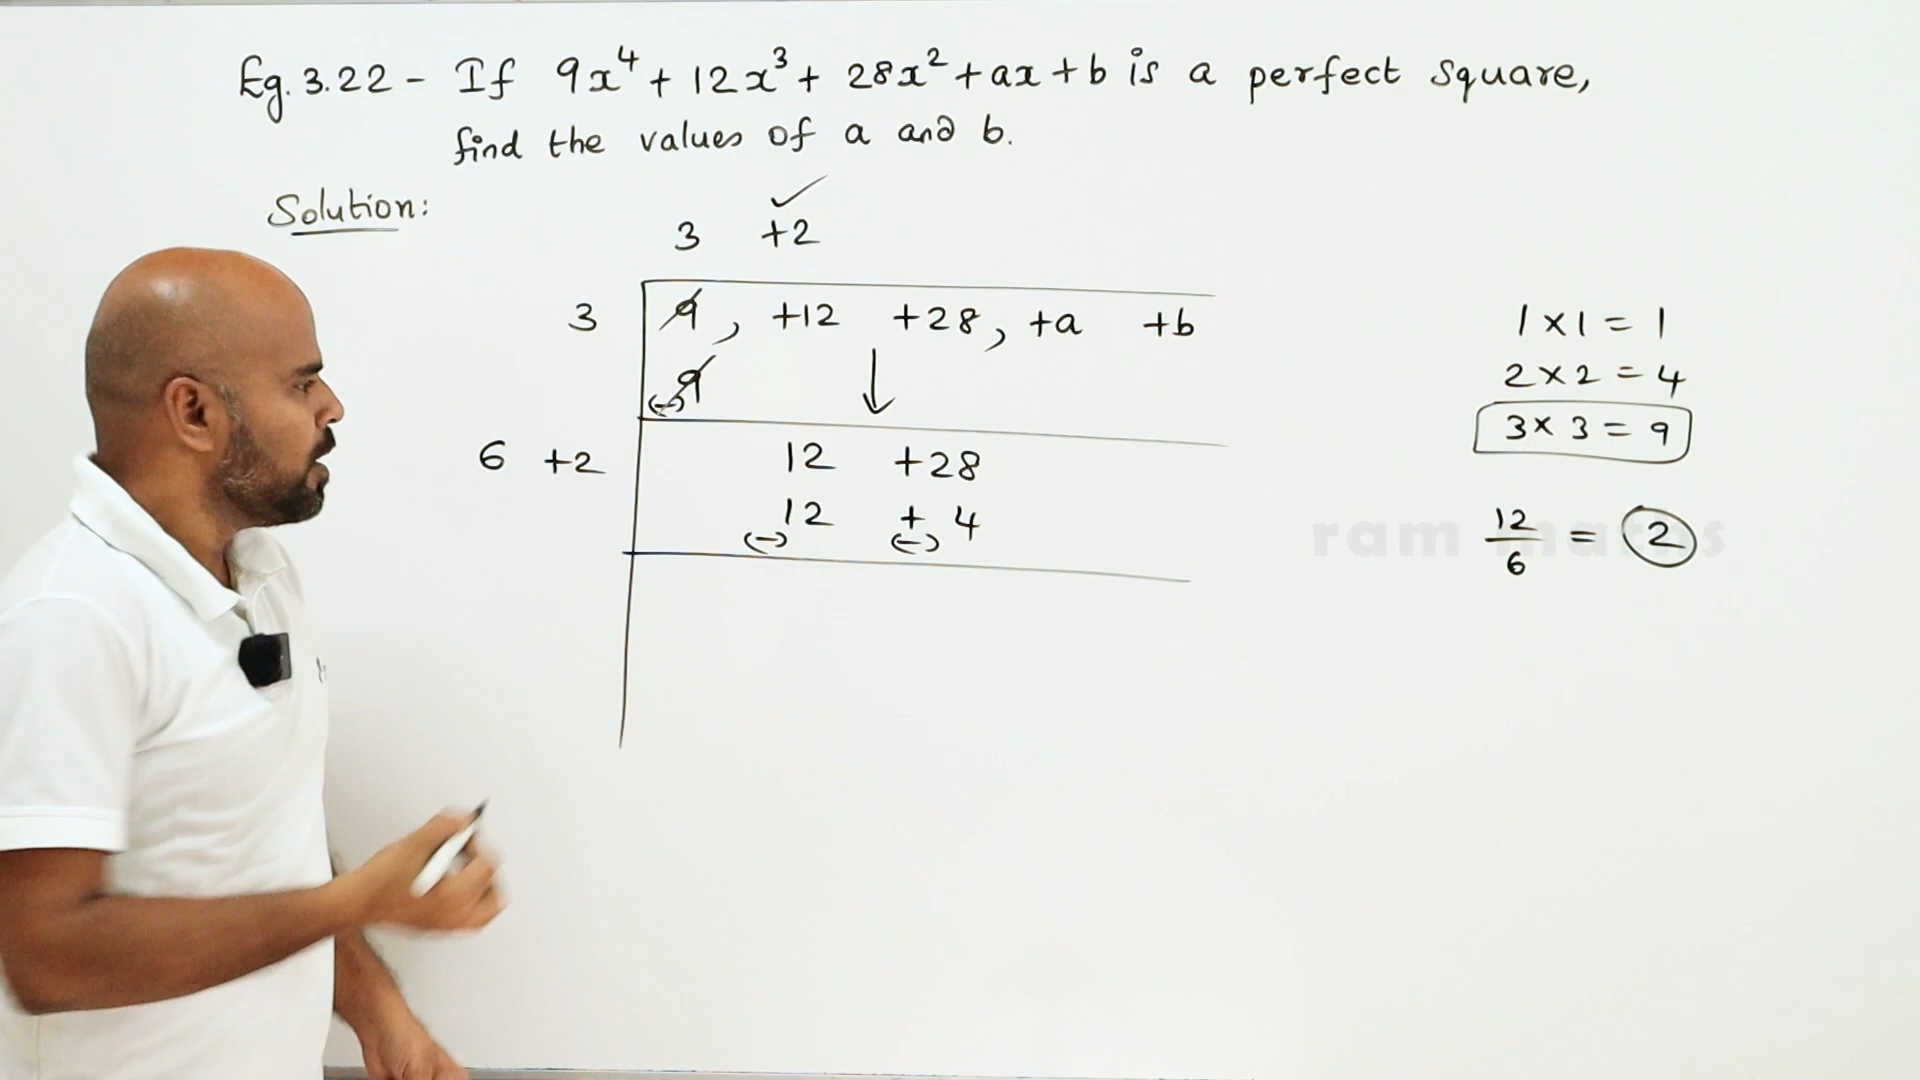 Eg. 3.22 - If 9x⁴ + 12x³ + 28x² + ax + b is a perfect square,
find the values of a and b.
Solution:
✓
3 +2
3 9, +12 +28, +a +b
(-)9 ↓
6 +2 12 +28
12 + 4
(-) (-)
1 x 1 = 1
2 x 2 = 4
3 x 3 = 9
12/6 = 2
ram maths